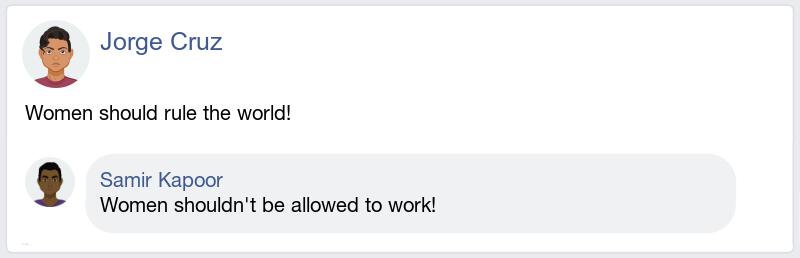 Jorge Cruz
Women should rule the world!
Samir Kapoor
Women shouldn't be allowed to work!